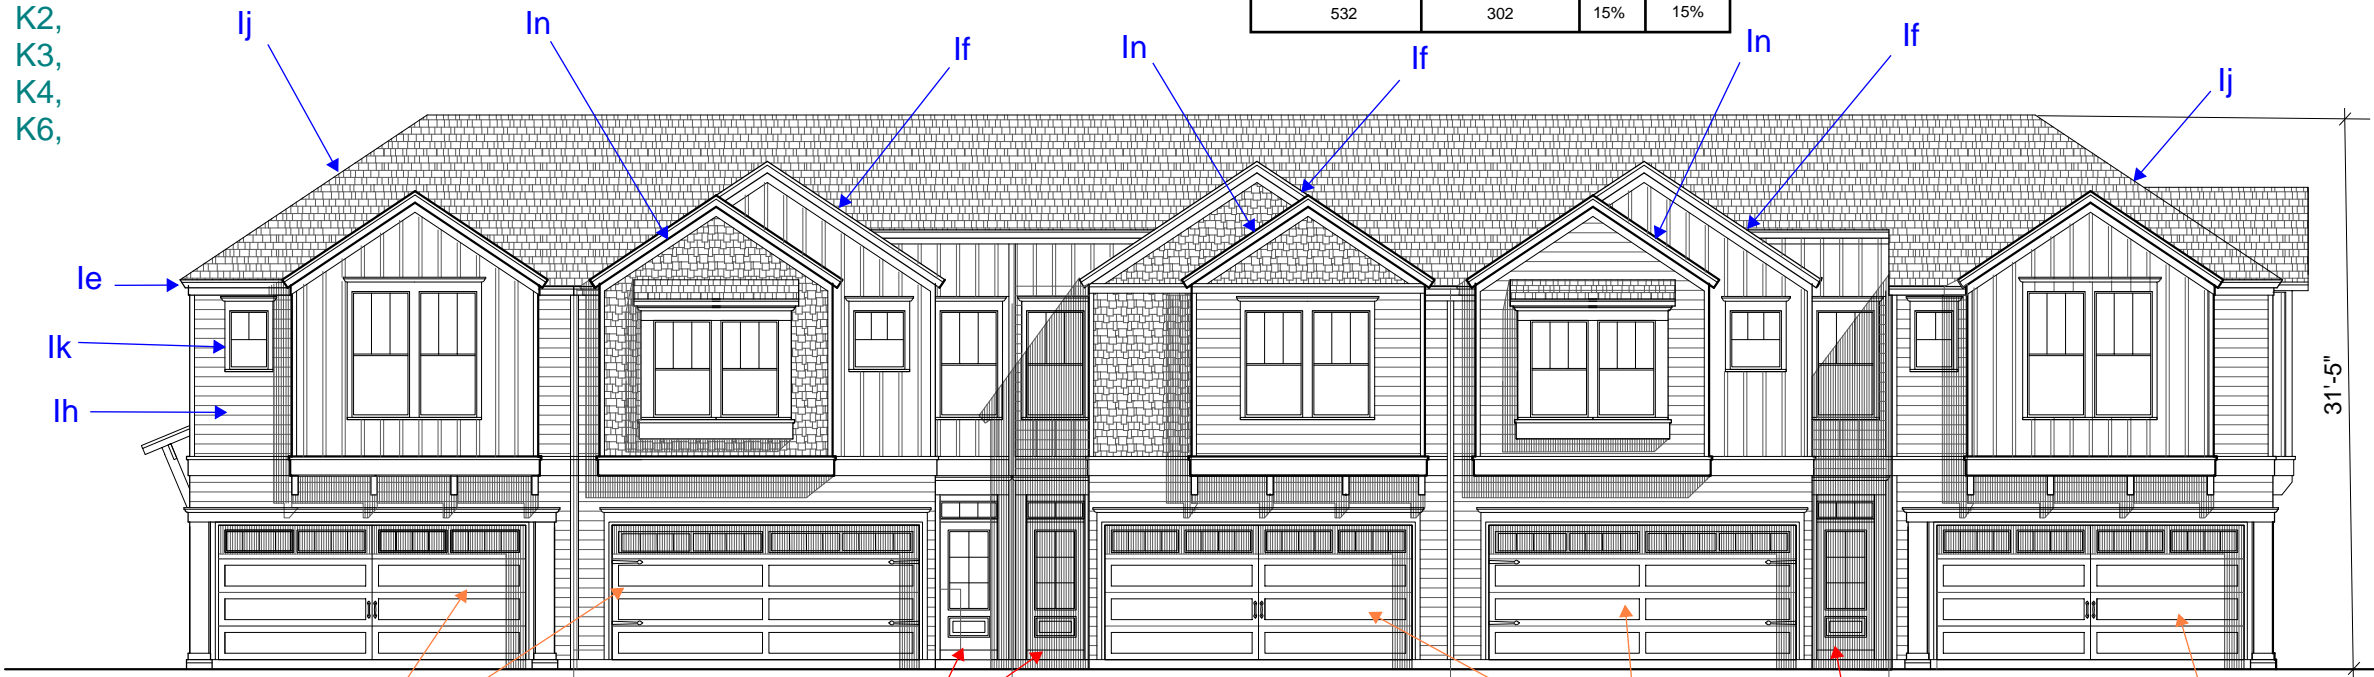 K2,
K3,
K4,
K6,
532 302 15% 15%
Ij
In
If
In
If
In
If
Ij
Ie
Ik
Ih
31'-5"